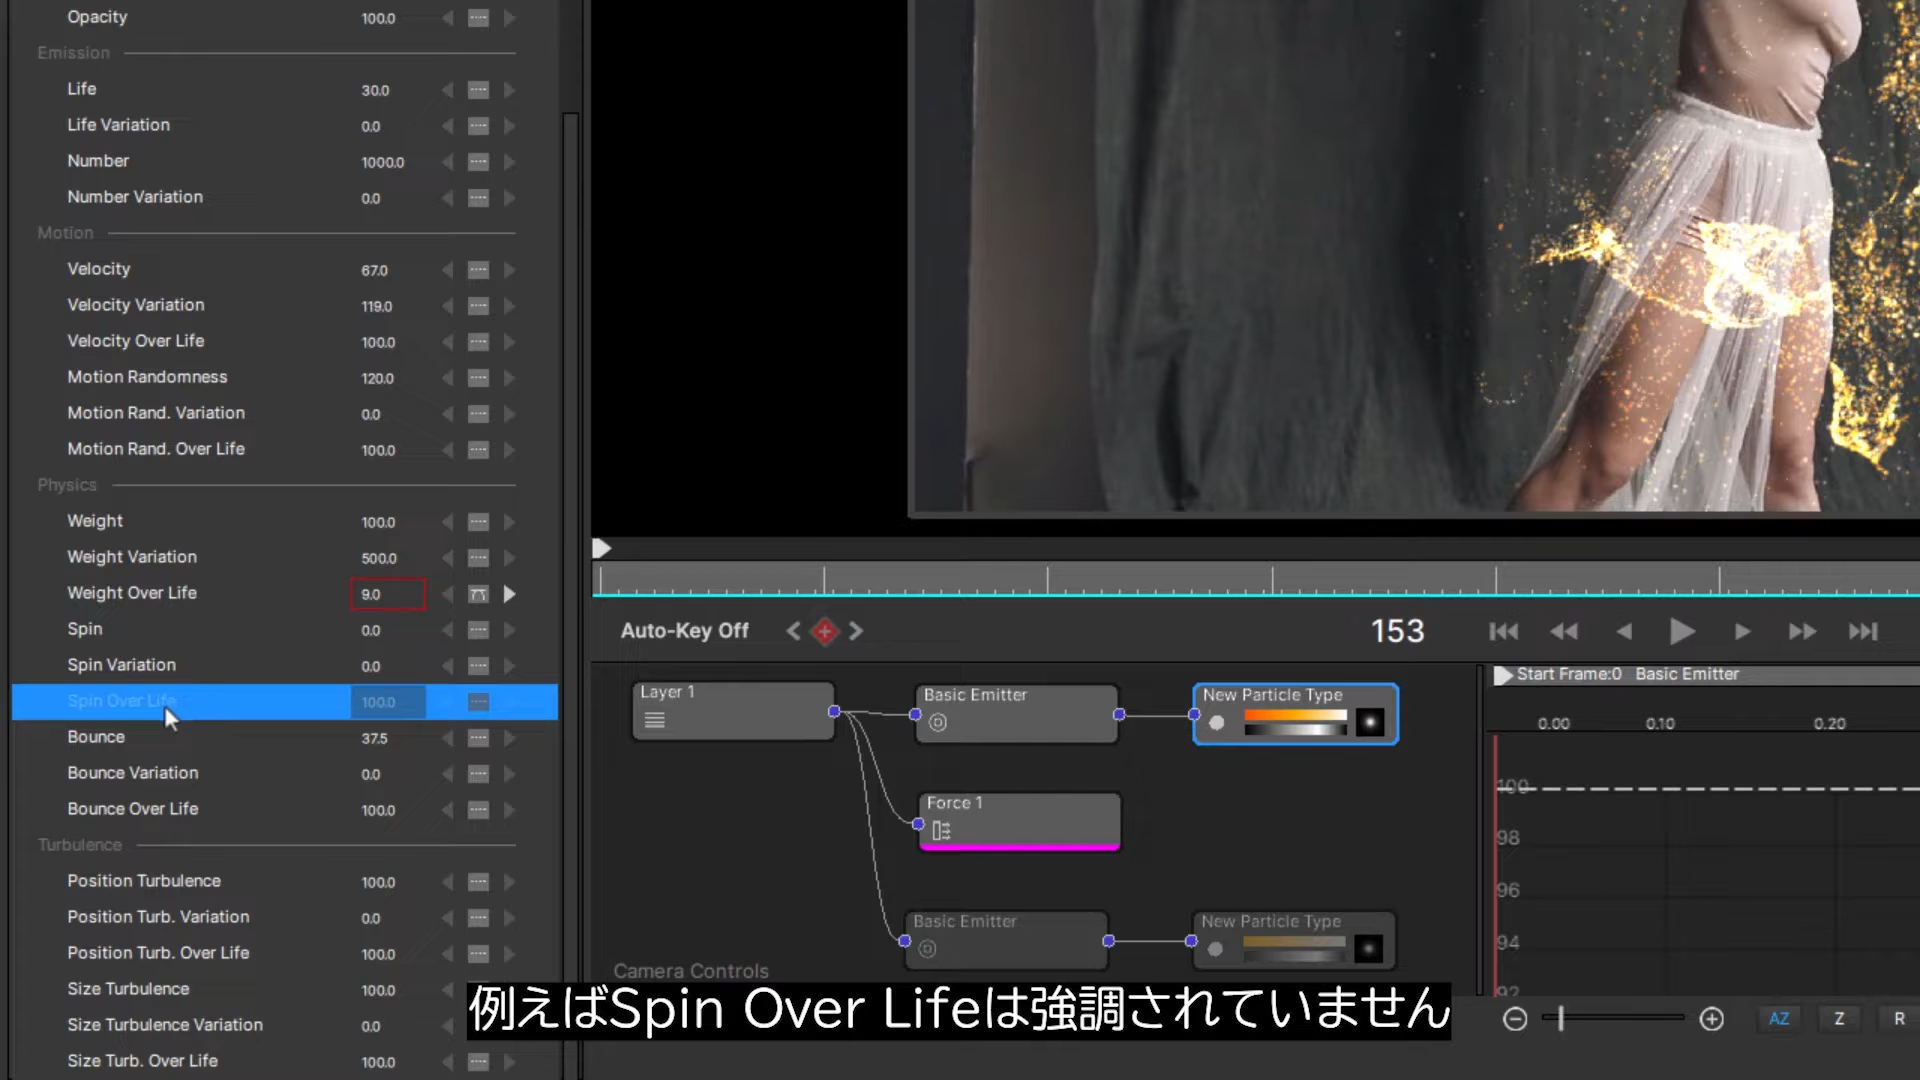 Opacity 100.0
Emission
Life 30.0
Life Variation 0.0
Number 1000.0
Number Variation 0.0
Motion
Velocity 67.0
Velocity Variation 119.0
Velocity Over Life 100.0
Motion Randomness 120.0
Motion Rand. Variation 0.0
Motion Rand. Over Life 100.0
Physics
Weight 100.0
Weight Variation 500.0
Weight Over Life 9.0
Spin 0.0
Spin Variation 0.0
Spin Over Life 100.0
Bounce 37.5
Bounce Variation 0.0
Bounce Over Life 100.0
Turbulence
Position Turbulence 100.0
Position Turb. Variation 0.0
Position Turb. Over Life 100.0
Size Turbulence 100.0
Size Turbulence Variation 0.0
Size Turb. Over Life 100.0
Auto-Key Off
153
Layer 1
Basic Emitter
New Particle Type
Force 1
Basic Emitter
New Particle Type
Camera Controls
Start Frame:0 Basic Emitter
0.00 0.10 0.20
100
98
96
94
92
AZ Z R
例えばSpin Over Lifeは強調されていません